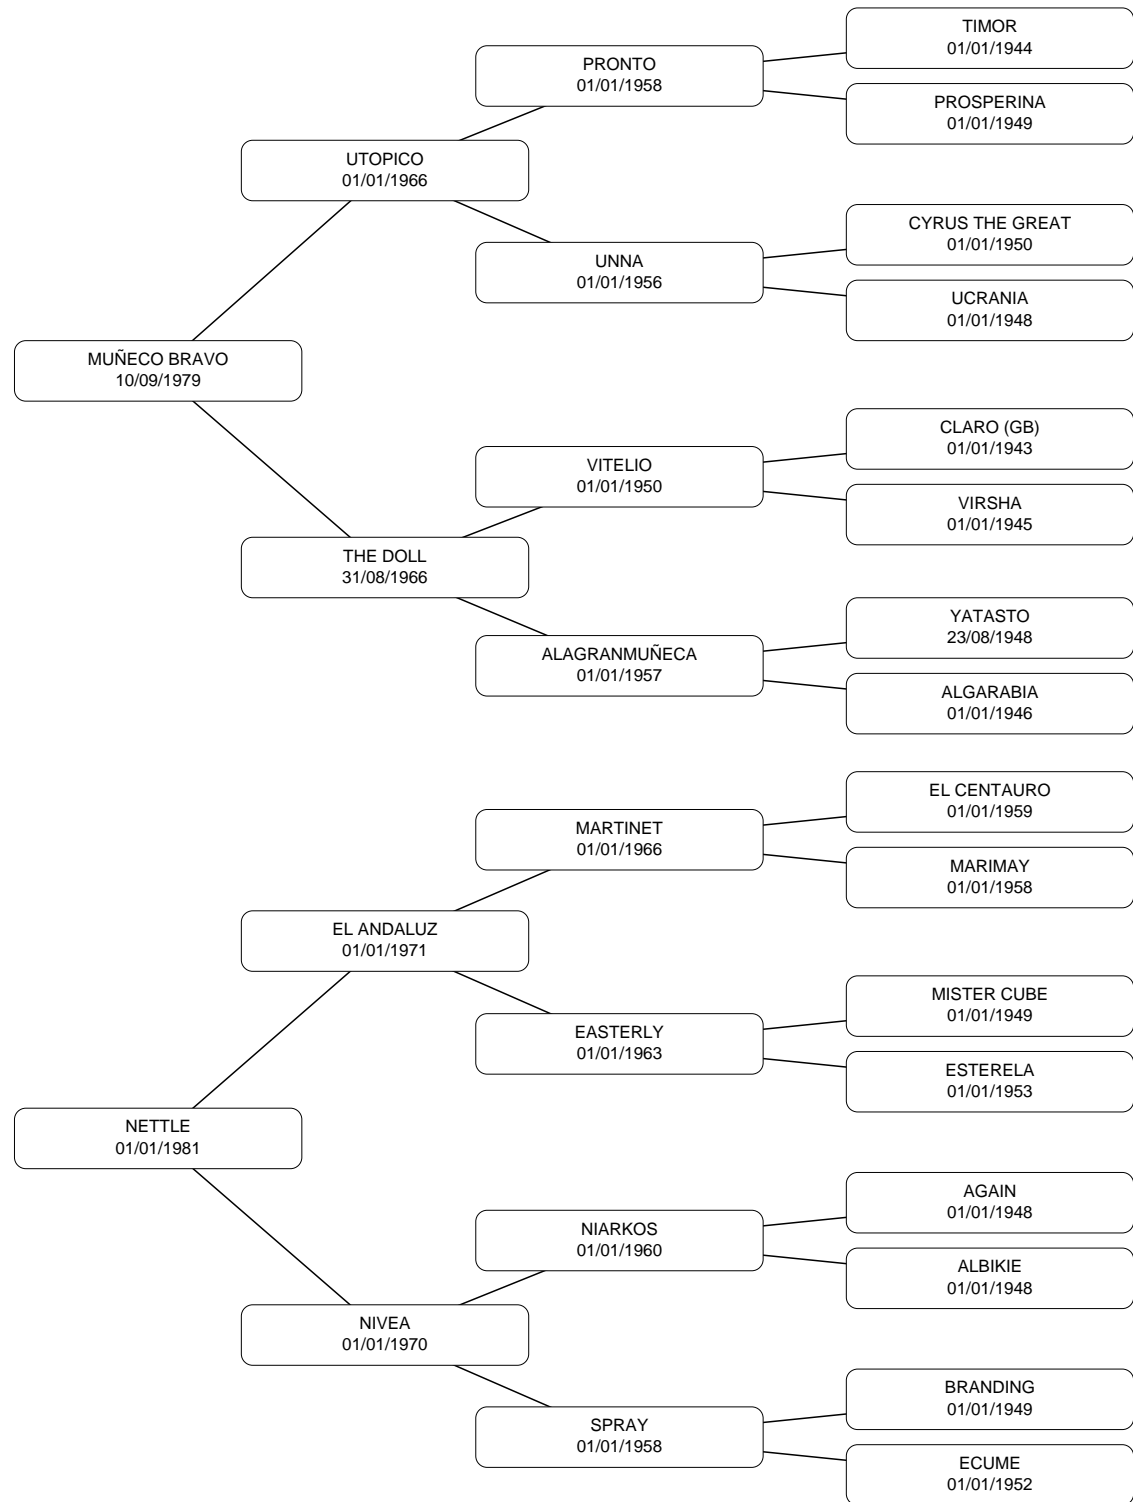 TIMOR
01/01/1944
PRONTO
01/01/1958
PROSPERINA
01/01/1949
UTOPICO
01/01/1966
CYRUS THE GREAT
01/01/1950
UNNA
01/01/1956
UCRANIA
01/01/1948
MUÑECO BRAVO
10/09/1979
CLARO (GB)
01/01/1943
VITELIO
01/01/1950
VIRSHA
01/01/1945
THE DOLL
31/08/1966
YATASTO
23/08/1948
ALAGRANMUÑECA
01/01/1957
ALGARABIA
01/01/1946
EL CENTAURO
01/01/1959
MARTINET
01/01/1966
MARIMAY
01/01/1958
EL ANDALUZ
01/01/1971
MISTER CUBE
01/01/1949
EASTERLY
01/01/1963
ESTERELA
01/01/1953
NETTLE
01/01/1981
AGAIN
01/01/1948
NIARKOS
01/01/1960
ALBIKIE
01/01/1948
NIVEA
01/01/1970
BRANDING
01/01/1949
SPRAY
01/01/1958
ECUME
01/01/1952